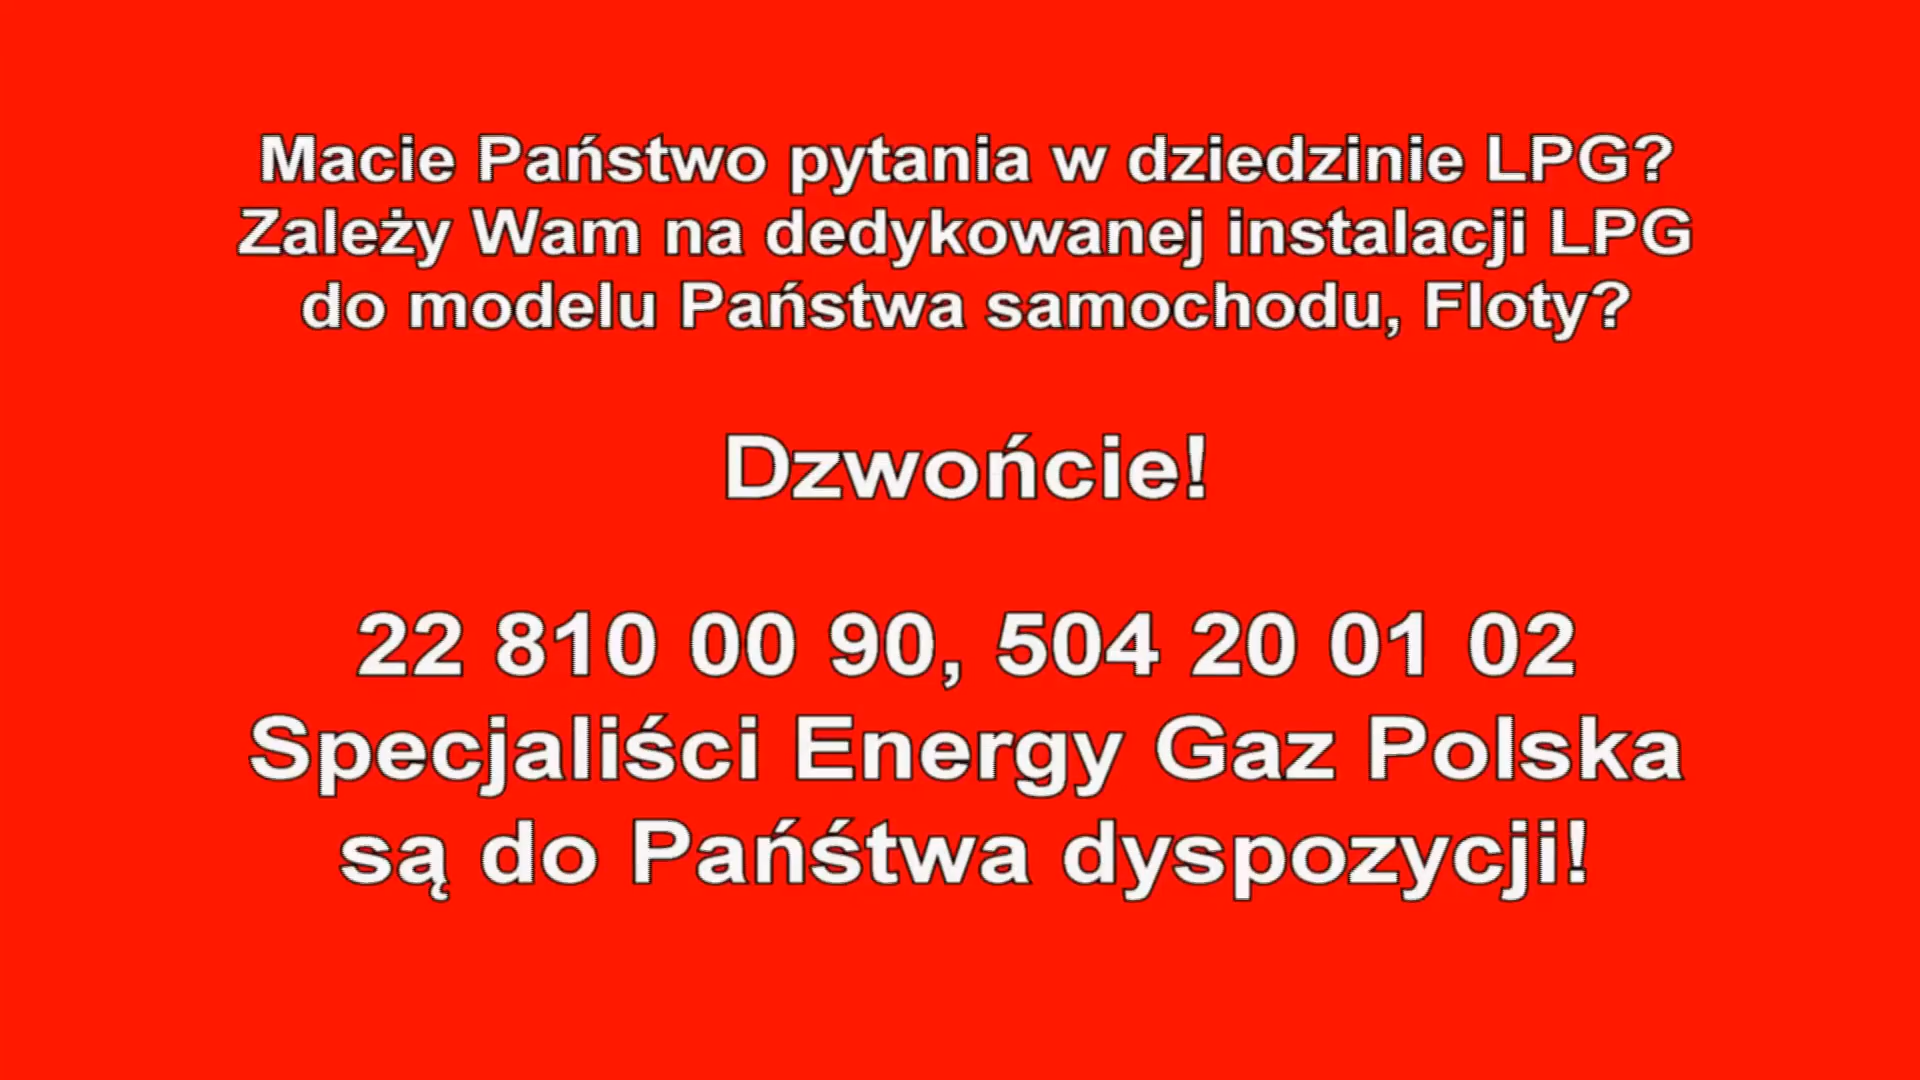 Macie Państwo pytania w dziedzinie LPG?
Zależy Wam na dedykowanej instalacji LPG
do modelu Państwa samochodu, Floty?
Dzwońcie!
22 810 00 90, 504 20 01 02
Specjaliści Energy Gaz Polska
są do Pańśtwa dyspozycji!